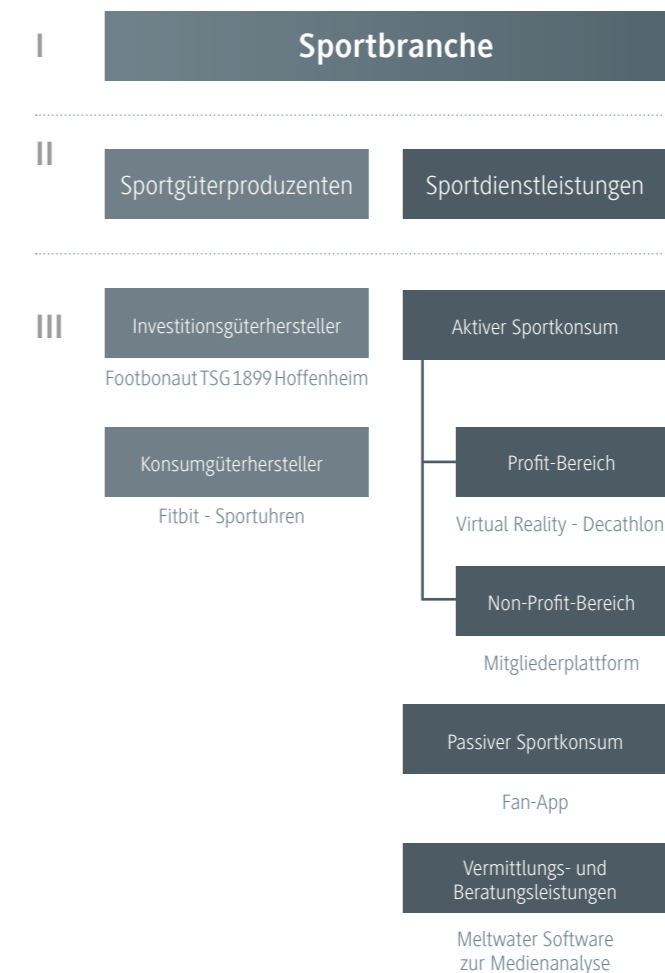 I
Sportbranche
II
Sportgüterproduzenten
Sportdienstleistungen
III
Investitionsgüterhersteller
Footbonaut TSG 1899 Hoffenheim
Konsumgüterhersteller
Fitbit - Sportuhren
Aktiver Sportkonsum
Profit-Bereich
Virtual Reality - Decathlon
Non-Profit-Bereich
Mitgliederplattform
Passiver Sportkonsum
Fan-App
Vermittlungs- und
Beratungsleistungen
Meltwater Software
zur Medienanalyse